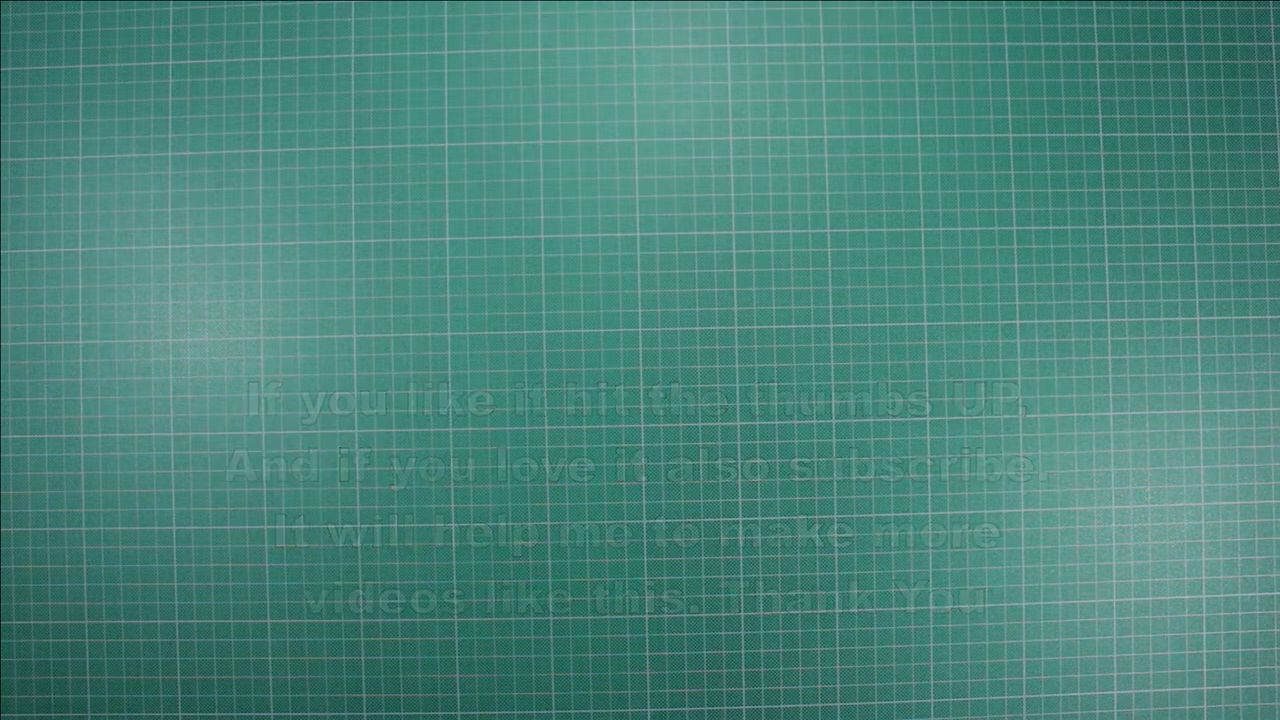 If you like it hit the thumbs UP.
And if you love it also subscribe.
It will help me to make more
videos like this. Thank You